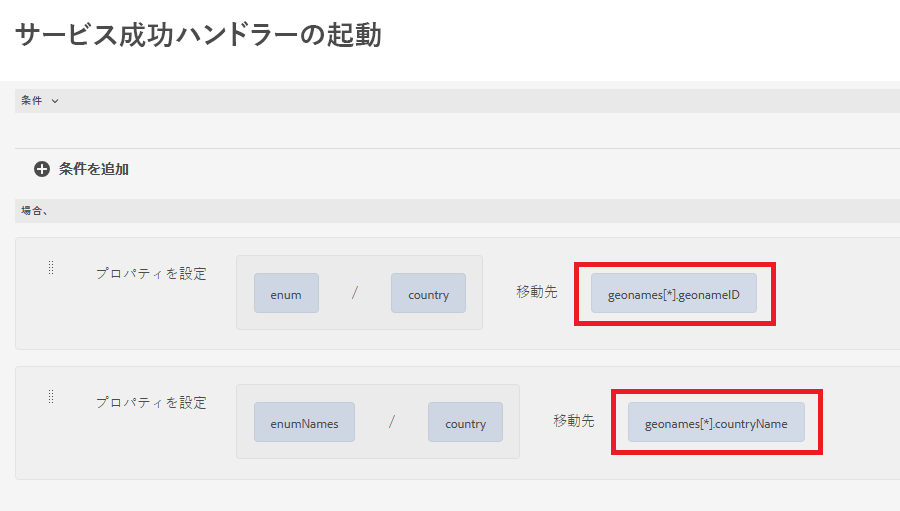 サービス成功ハンドラーの起動
条件
条件を追加
場合、
プロパティを設定 enum / country 移動先 geonames[*].geonameID
プロパティを設定 enumNames / country 移動先 geonames[*].countryName